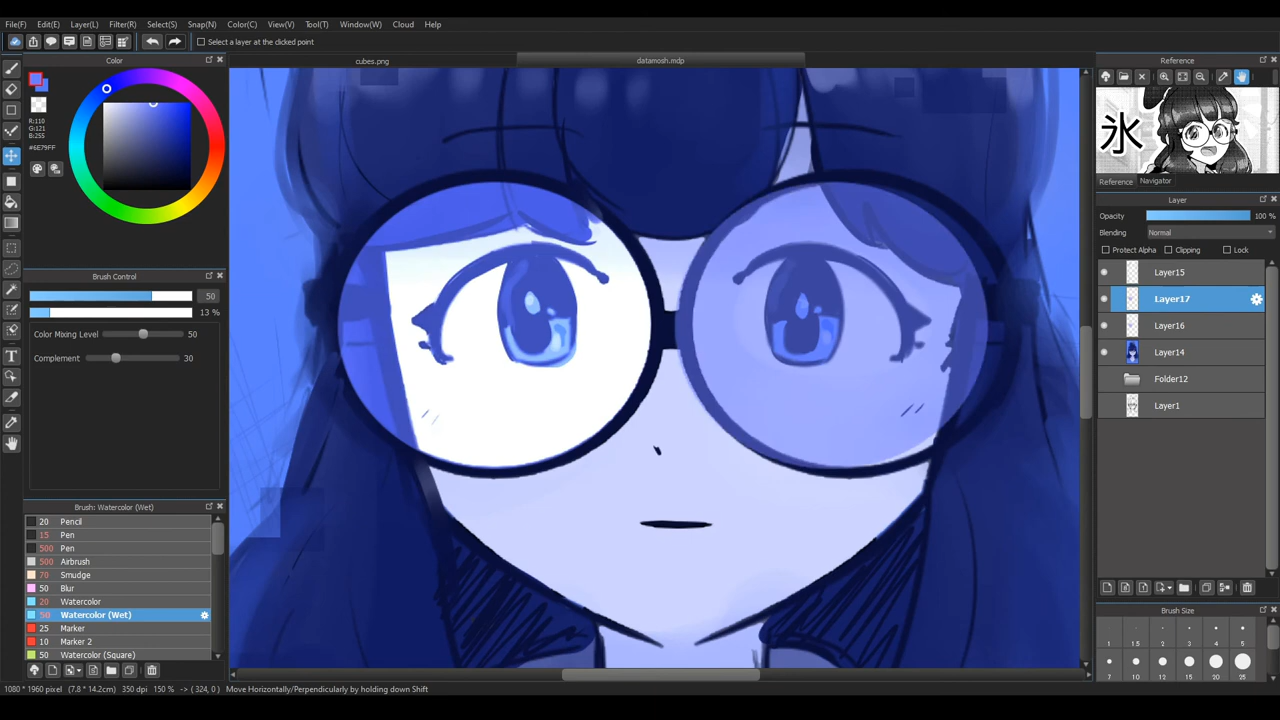 File(F) Edit(E) Layer(L) Filter(R) Select(S) Snap(N) Color(C) View(V) Tool(T) Window(W) Cloud Help
Select a layer at the clicked point
Color
cubes.png
datamosh.mdp
Reference
R:110
G:121
B:255
#6E79FF
氷
Reference Navigator
Layer
Opacity 100 %
Blending Normal
Protect Alpha Clipping Lock
Layer15
Layer17
Layer16
Layer14
Folder12
Layer1
Brush Control
50
13 %
Color Mixing Level 50
Complement 30
Brush: Watercolor (Wet)
20 Pencil
15 Pen
500 Pen
500 Airbrush
70 Smudge
50 Blur
20 Watercolor
50 Watercolor (Wet)
25 Marker
10 Marker 2
50 Watercolor (Square)
Brush Size
1 1.5 2 3 4 5
7 10 12 15 20 25
1080 * 1960 pixel (7.8 * 14.2cm) 350 dpi 150 % -> ( 324, 0 ) Move Horizontally/Perpendicularly by holding down Shift